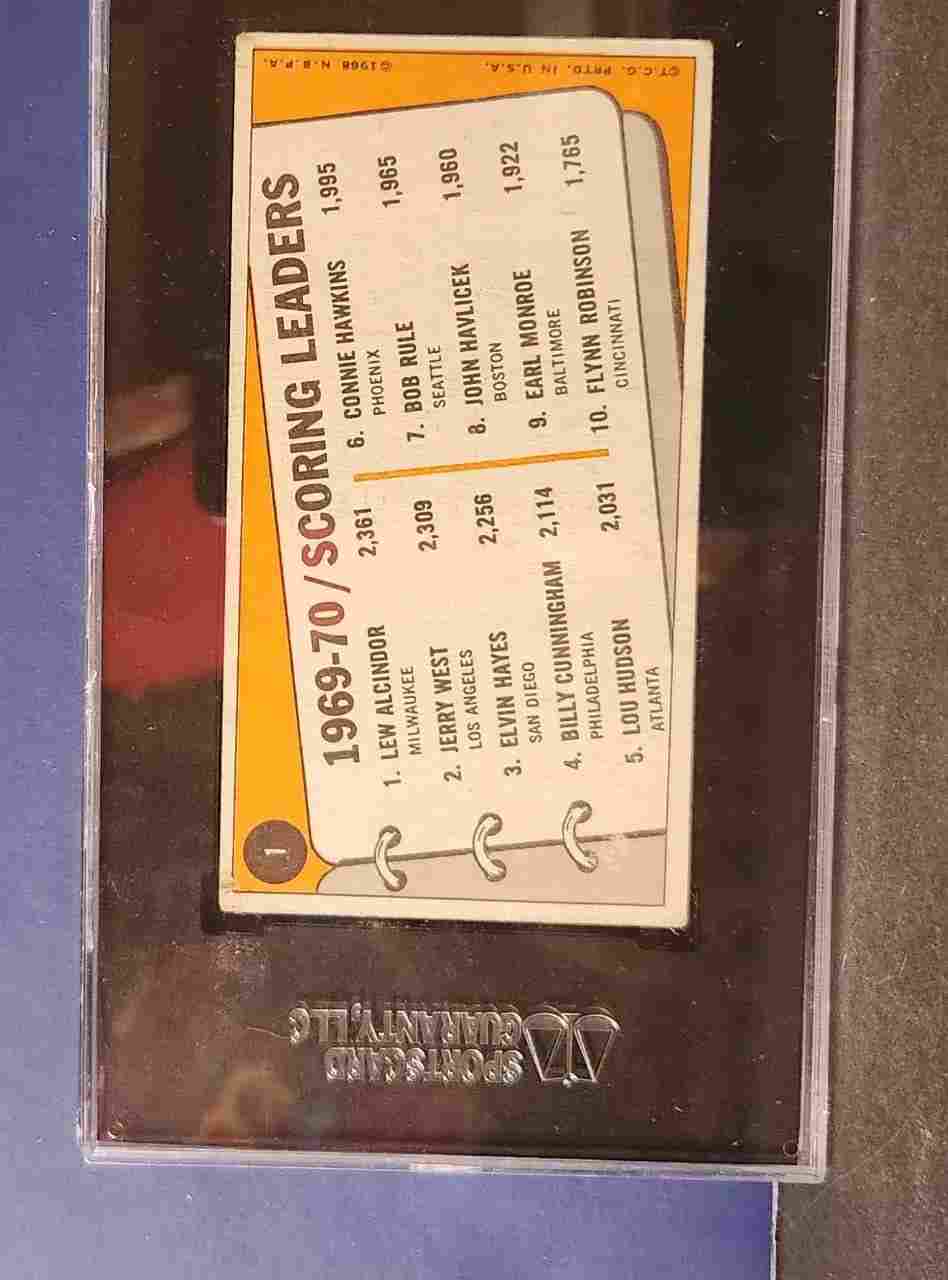 1
1969-70/SCORING LEADERS
1. LEW ALCINDOR 2,361
MILWAUKEE
2. JERRY WEST 2,309
LOS ANGELES
3. ELVIN HAYES 2,256
SAN DIEGO
4. BILLY CUNNINGHAM 2,114
PHILADELPHIA
5. LOU HUDSON 2,031
ATLANTA
6. CONNIE HAWKINS 1,995
PHOENIX
7. BOB RULE 1,965
SEATTLE
8. JOHN HAVLICEK 1,960
BOSTON
9. EARL MONROE 1,922
BALTIMORE
10. FLYNN ROBINSON 1,765
CINCINNATI
©1968 N.B.P.A.
©T.C.G. PRTD. IN U.S.A.
SPORTSCARD
GUARANTY,LLC